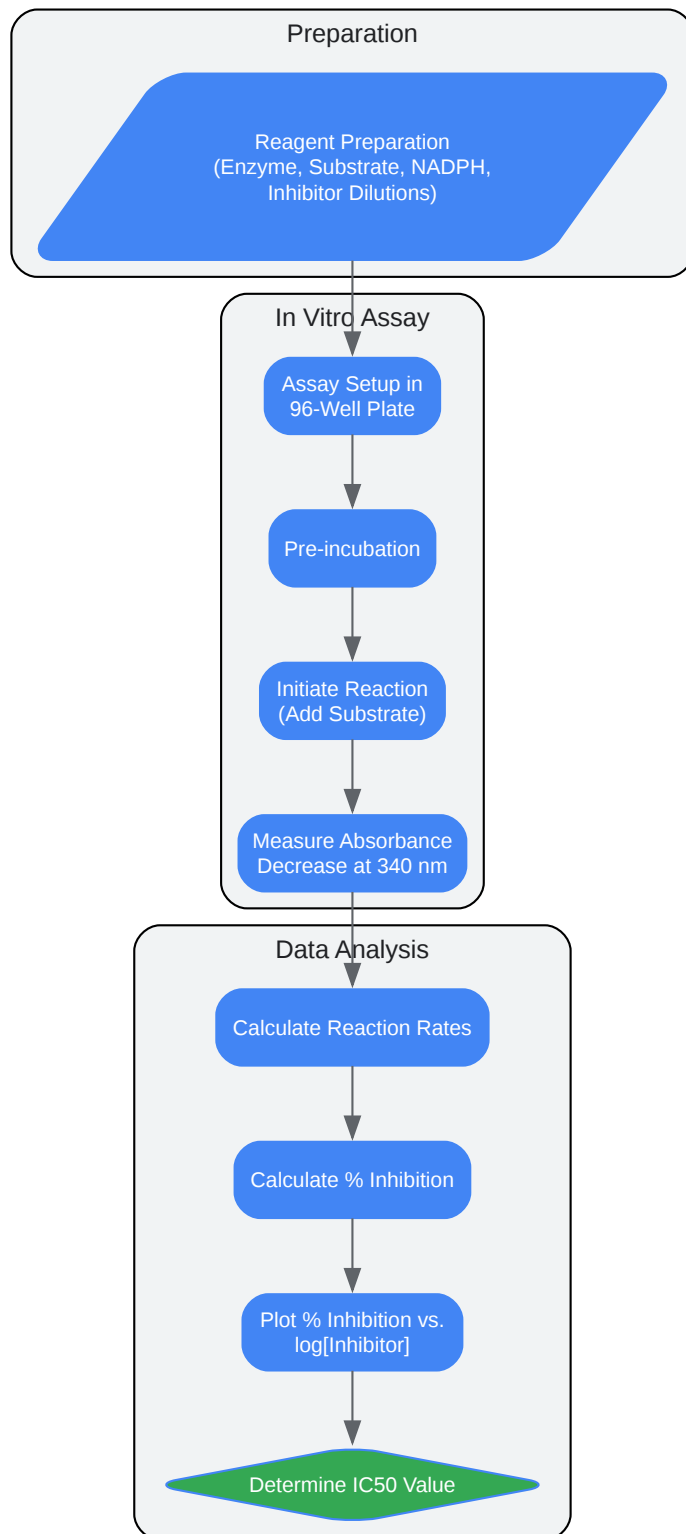 Preparation
Reagent Preparation
(Enzyme, Substrate, NADPH,
Inhibitor Dilutions)
In Vitro Assay
Assay Setup in
96-Well Plate
Pre-incubation
Initiate Reaction
(Add Substrate)
Measure Absorbance
Decrease at 340 nm
Data Analysis
Calculate Reaction Rates
Calculate % Inhibition
Plot % Inhibition vs.
log[Inhibitor]
Determine IC50 Value